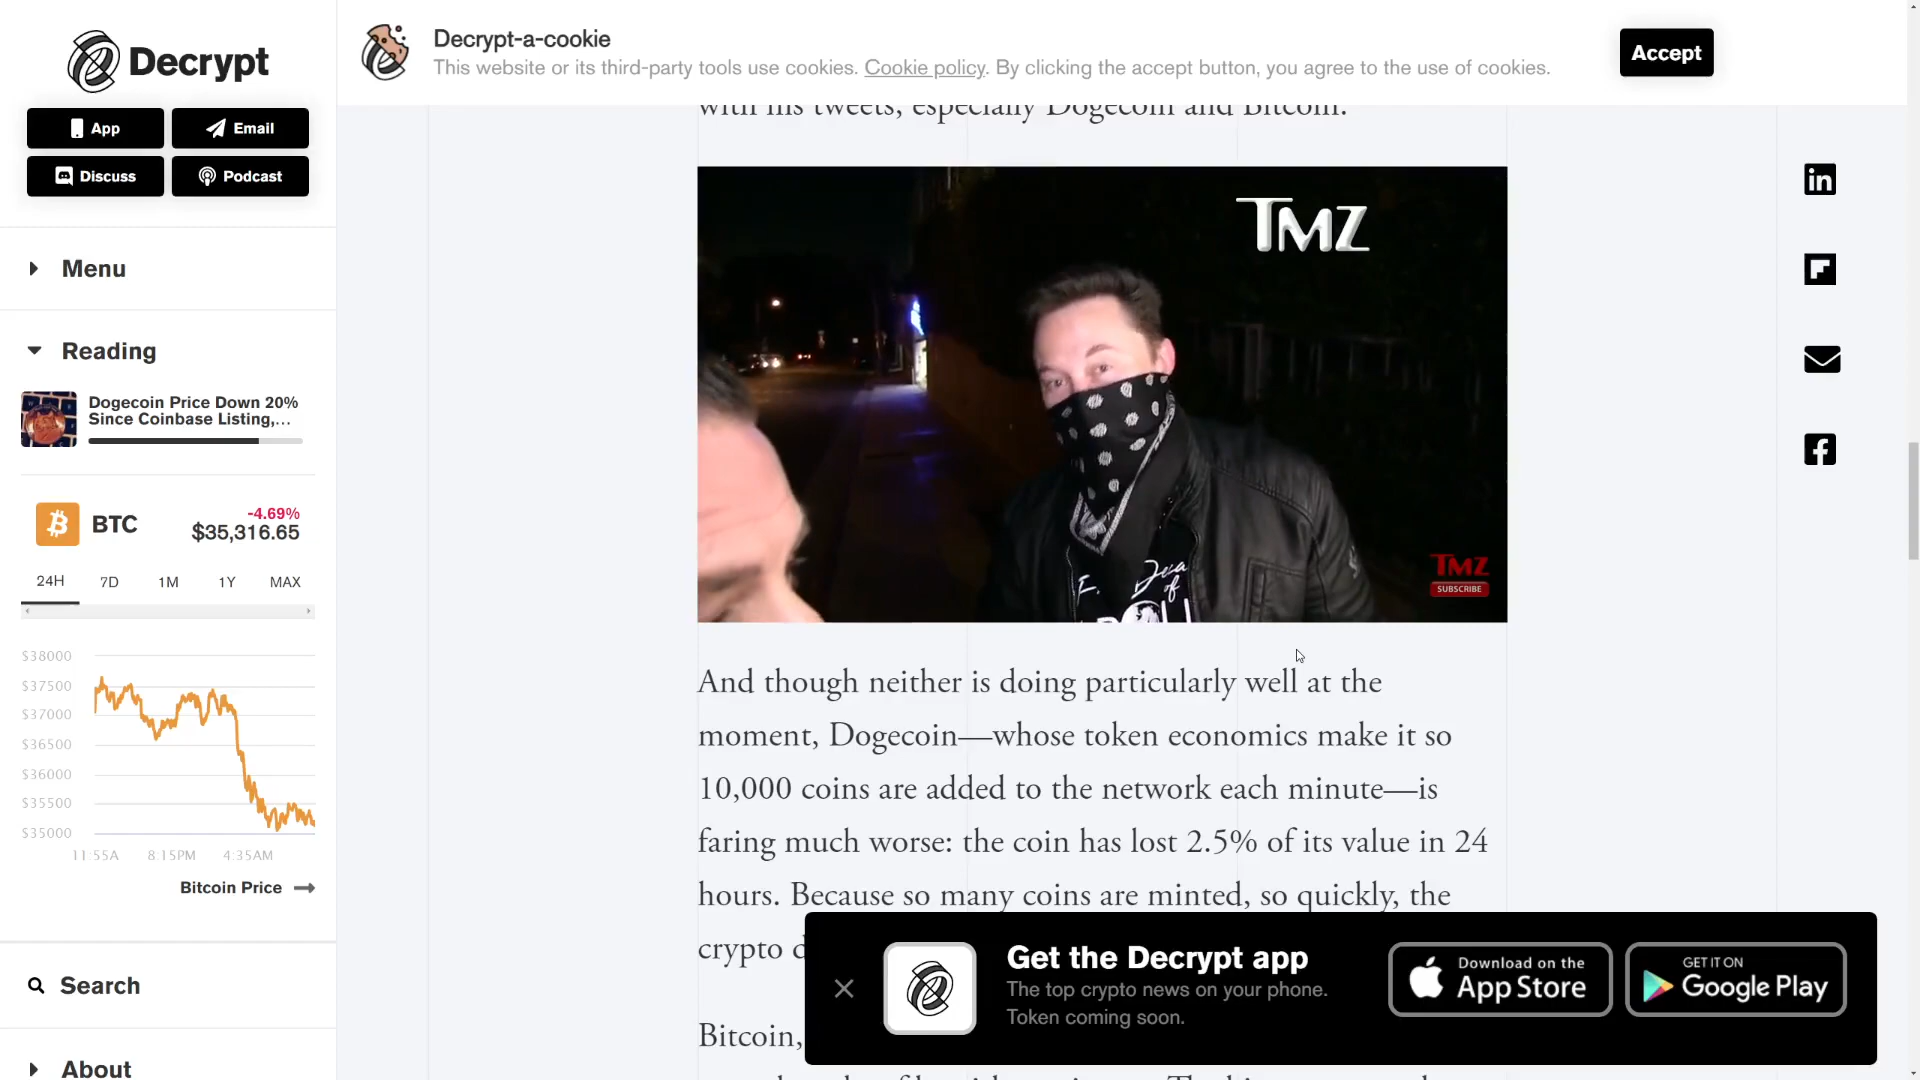 Decrypt
App
Email
Discuss
Podcast
Menu
Reading
Dogecoin Price Down 20%
Since Coinbase Listing,...
BTC
-4.69%
$35,316.65
24H
7D
1M
1Y
MAX
$38000
$37500
$37000
$36500
$36000
$35500
$35000
11:55A
8:15PM
4:35AM
Bitcoin Price
Search
About
Decrypt-a-cookie
This website or its third-party tools use cookies. Cookie policy. By clicking the accept button, you agree to the use of cookies.
Accept
with his tweets, especially Dogecoin and Bitcoin.
TMZ
TMZ
SUBSCRIBE
And though neither is doing particularly well at the
moment, Dogecoin—whose token economics make it so
10,000 coins are added to the network each minute—is
faring much worse: the coin has lost 2.5% of its value in 24
hours. Because so many coins are minted, so quickly, the
crypto
Bitcoin,
Get the Decrypt app
The top crypto news on your phone.
Token coming soon.
Download on the
App Store
GET IT ON
Google Play